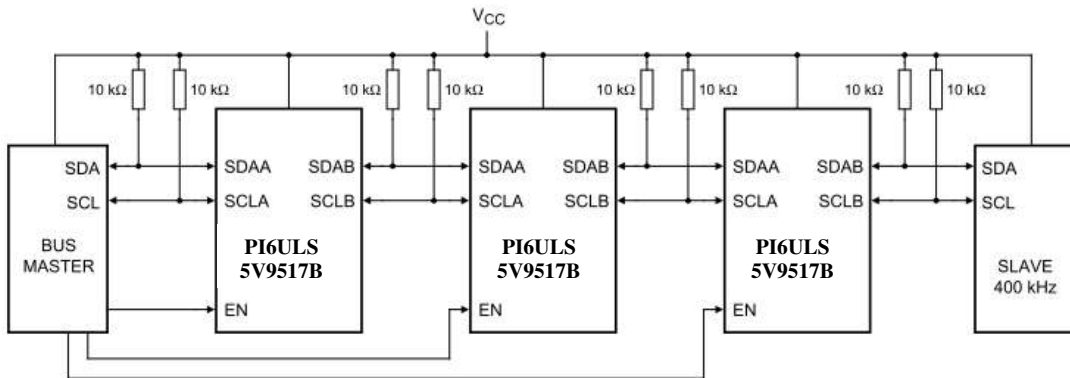 VCC
10 kΩ 10 kΩ 10 kΩ 10 kΩ 10 kΩ 10 kΩ 10 kΩ 10 kΩ
SDA SDAA SDAB SDAA SDAB SDAA SDAB SDA
SCL SCLA SCLB SCLA SCLB SCLA SCLB SCL
BUS
MASTER
PI6ULS
5V9517B
PI6ULS
5V9517B
PI6ULS
5V9517B
SLAVE
400 kHz
EN EN EN